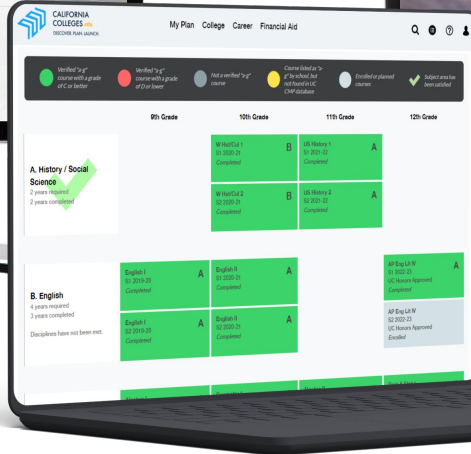 CALIFORNIA
COLLEGES .edu
DISCOVER. PLAN. LAUNCH.
My Plan College Career Financial Aid
Verified "a-g"
course with a grade
of C or better
Verified "a-g"
course with a grade
of D or lower
Not a verified "a-g"
course
Course listed as "a-
g" by school, but
not found in UC
CMP database
Enrolled or planned
courses
Subject area has
been satisfied
9th Grade 10th Grade 11th Grade 12th Grade
A. History / Social
Science
2 years required
2 years completed
W Hist/Cul 1 B
S1 2020-21
Completed
US History 1 A
S1 2021-22
Completed
W Hist/Cul 2 B
S2 2020-21
Completed
US History 2 A
S2 2021-22
Completed
B. English
4 years required
3 years completed
Disciplines have not been met.
English I A
S1 2019-20
Completed
English II A
S1 2020-21
Completed
AP Eng Lit IV A
S1 2022-23
UC Honors Approved
Completed
English I A
S2 2019-20
Completed
English II A
S2 2020-21
Completed
AP Eng Lit IV
S2 2022-23
UC Honors Approved
Enrolled